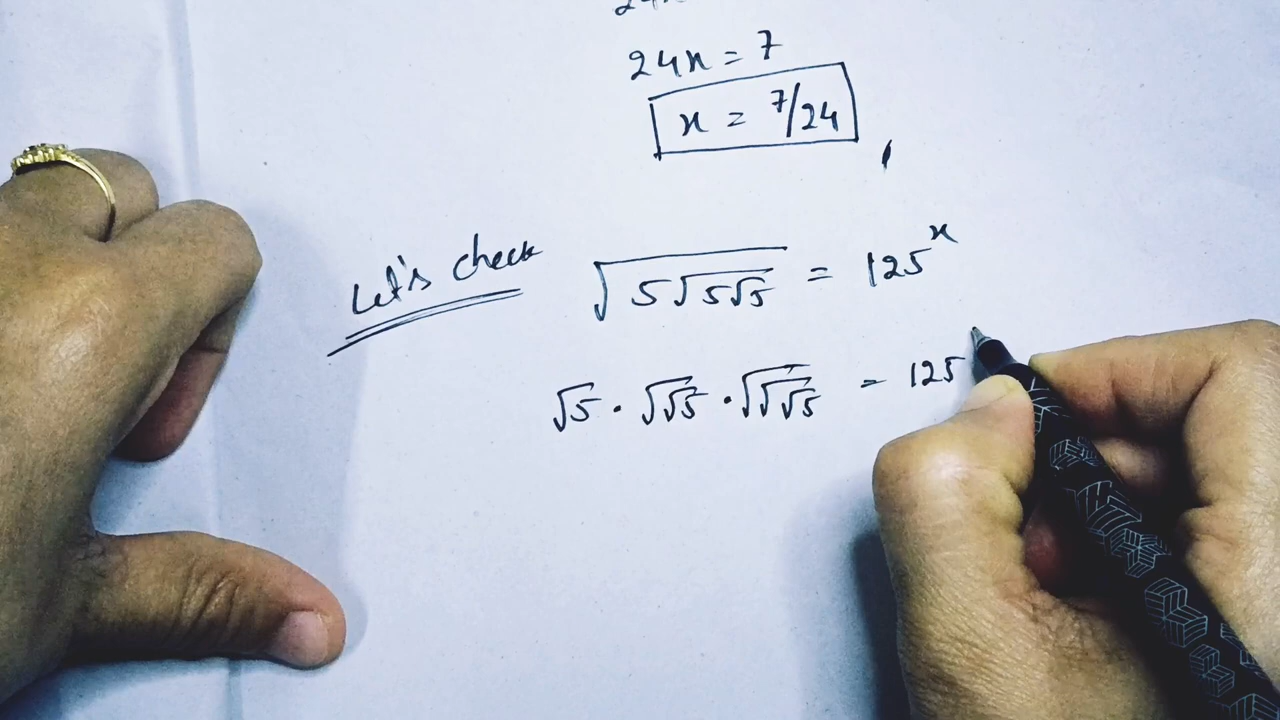 24x = 7
x = 7/24
Let's check √(5√(5√5)) = 125^x
√5 · √√5 · √√√5 = 125